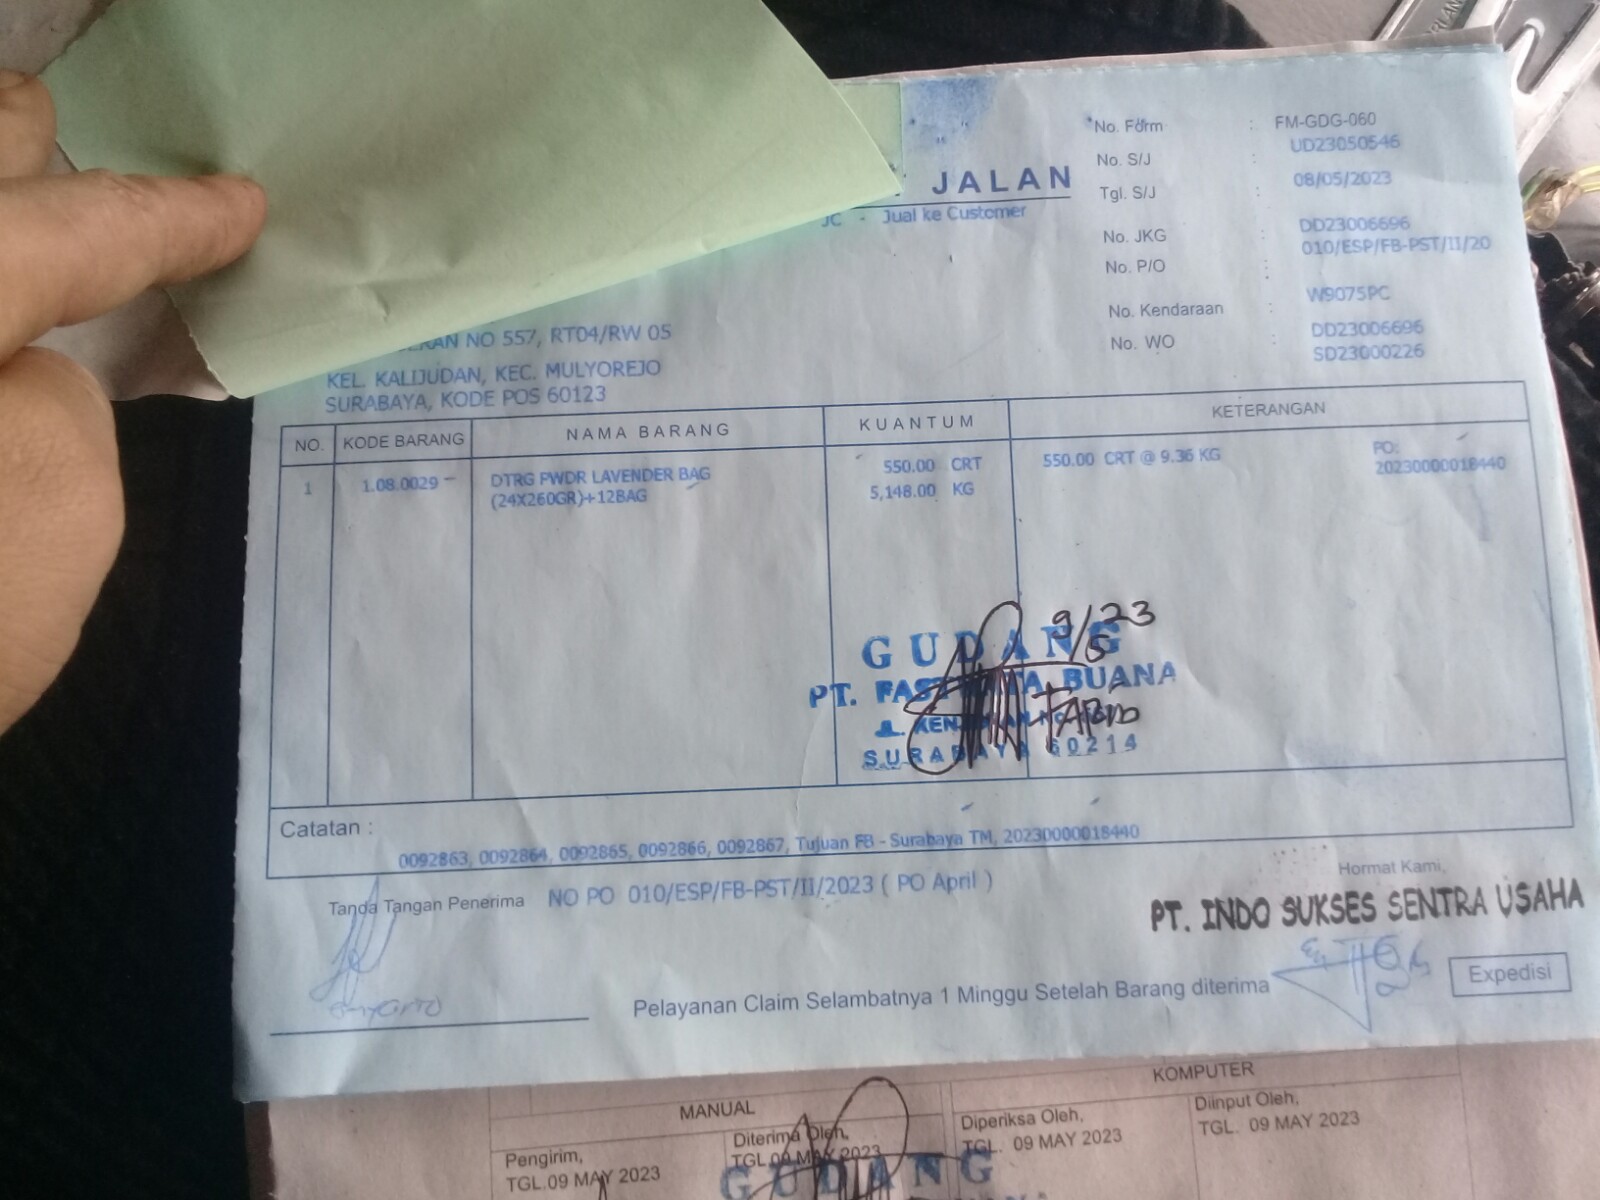 No. Form : FM-GDG-060
No. S/J : UD23050546
Tgl. S/J : 08/05/2023
JALAN
JC - Jual ke Customer
No. JKG : DD23006696
No. P/O : 010/ESP/FB-PST/II/20
No. Kendaraan : W9075PC
No. WO : DD23006696
SD23000226
NO 557, RT04/RW 05
KEL. KALIJUDAN, KEC. MULYOREJO
SURABAYA, KODE POS 60123
NO. KODE BARANG NAMA BARANG KUANTUM KETERANGAN
1 1.08.0029 DTRG PWDR LAVENDER BAG 550.00 CRT 550.00 CRT @ 9.36 KG PO:
(24X260GR)+12BAG 5,148.00 KG 20230000018440
9/5 23
GUDANG
PT. FAS TA BUANA
SURABAYA 60214
Catatan :
0092863, 0092864, 0092865, 0092866, 0092867, Tujuan FB - Surabaya TM, 20230000018440
Tanda Tangan Penerima NO PO 010/ESP/FB-PST/II/2023 ( PO April )
Hormat Kami,
PT. INDO SUKSES SENTRA USAHA
Pelayanan Claim Selambatnya 1 Minggu Setelah Barang diterima
Expedisi
MANUAL KOMPUTER
Pengirim, Diterima Oleh, Diperiksa Oleh, Diinput Oleh,
TGL.09 MAY 2023 TGL.09 MAY 2023 TGL. 09 MAY 2023 TGL. 09 MAY 2023
GUDANG